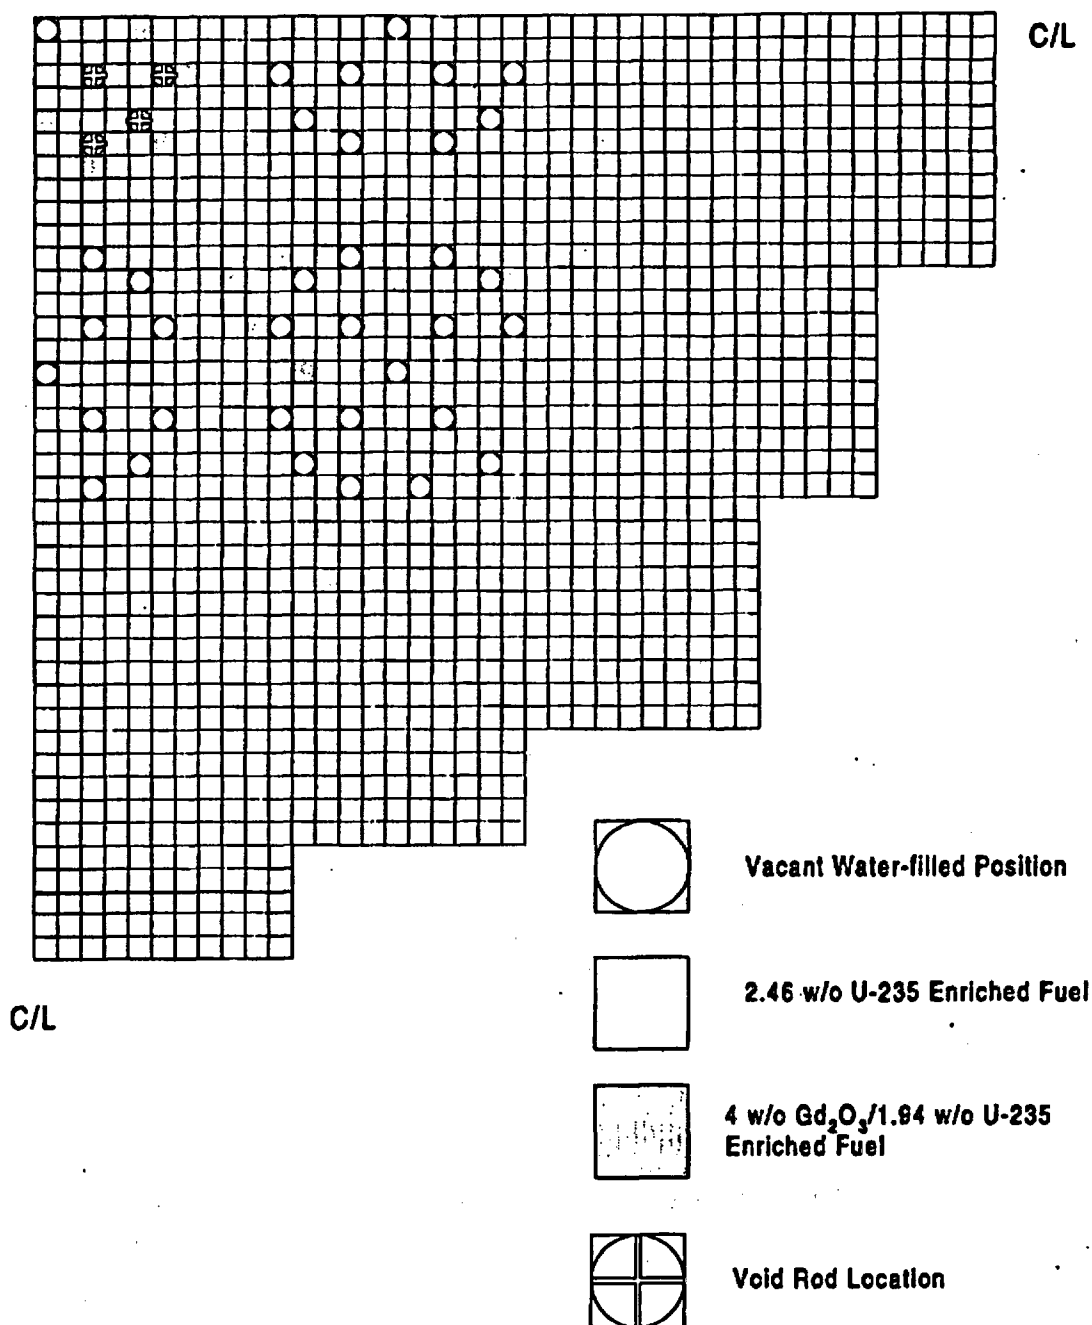 C/L
C/L
Vacant Water-filled Position
2.46 w/o U-235 Enriched Fuel
4 w/o Gd₂O₃/1.94 w/o U-235
Enriched Fuel
Void Rod Location